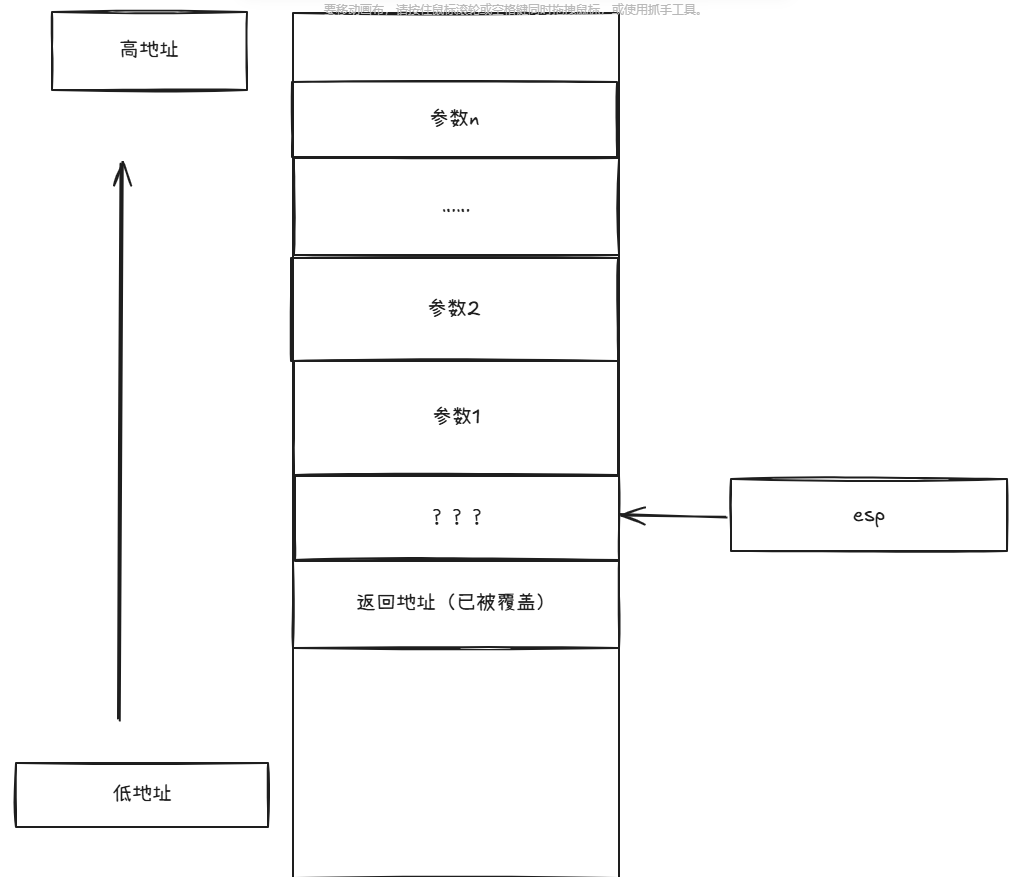 要移动画布，请按住鼠标滚轮或空格键同时拖拽鼠标，或使用抓手工具。
高地址
参数n
......
参数2
参数1
？？？
esp
返回地址（已被覆盖）
低地址